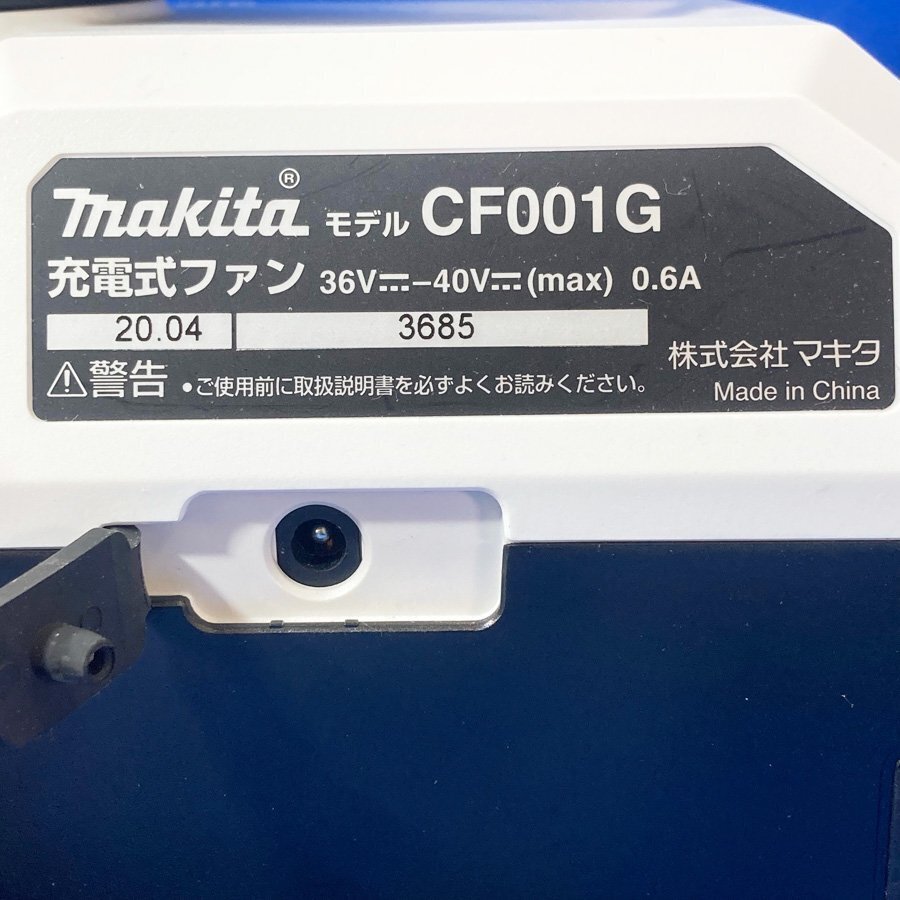 makita® モデル CF001G
充電式ファン 36V⎓–40V⎓(max) 0.6A
20.04 3685
⚠警告 •ご使用前に取扱説明書を必ずよくお読みください。
株式会社マキタ
Made in China